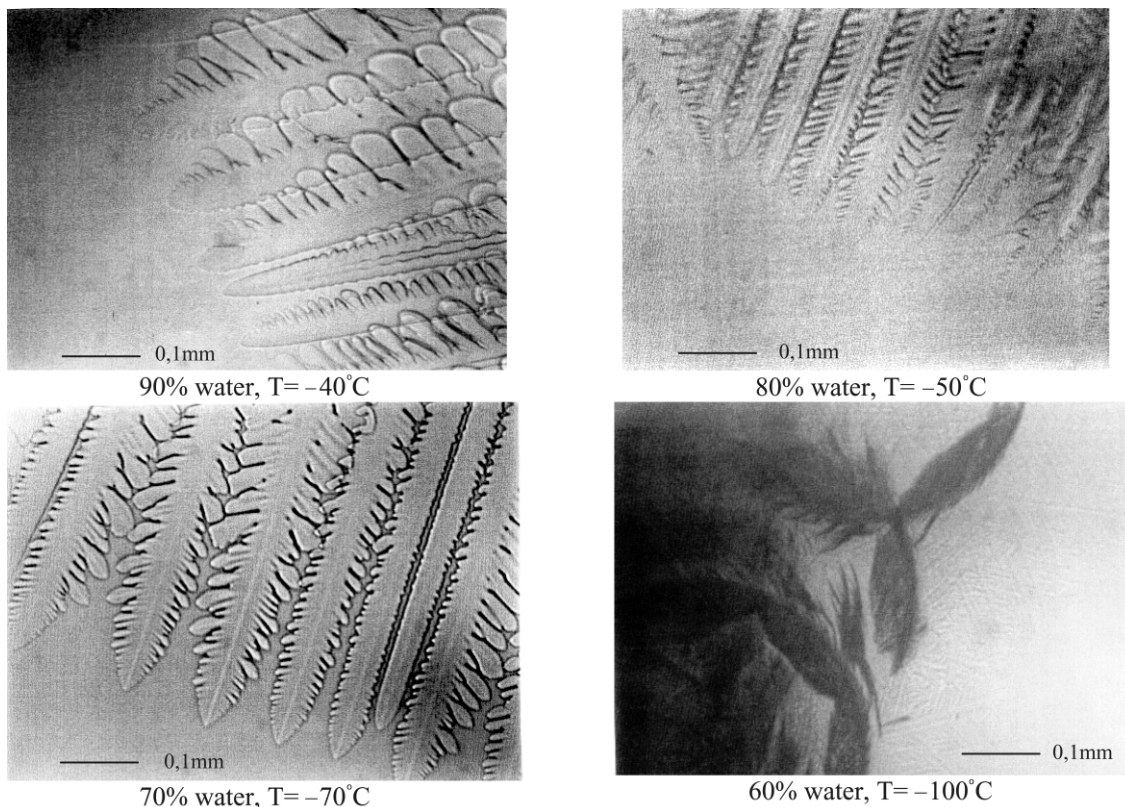 0,1mm
0,1mm
90% water, T= –40°C
80% water, T= –50°C
0,1mm
0,1mm
70% water, T= –70°C
60% water, T= –100°C